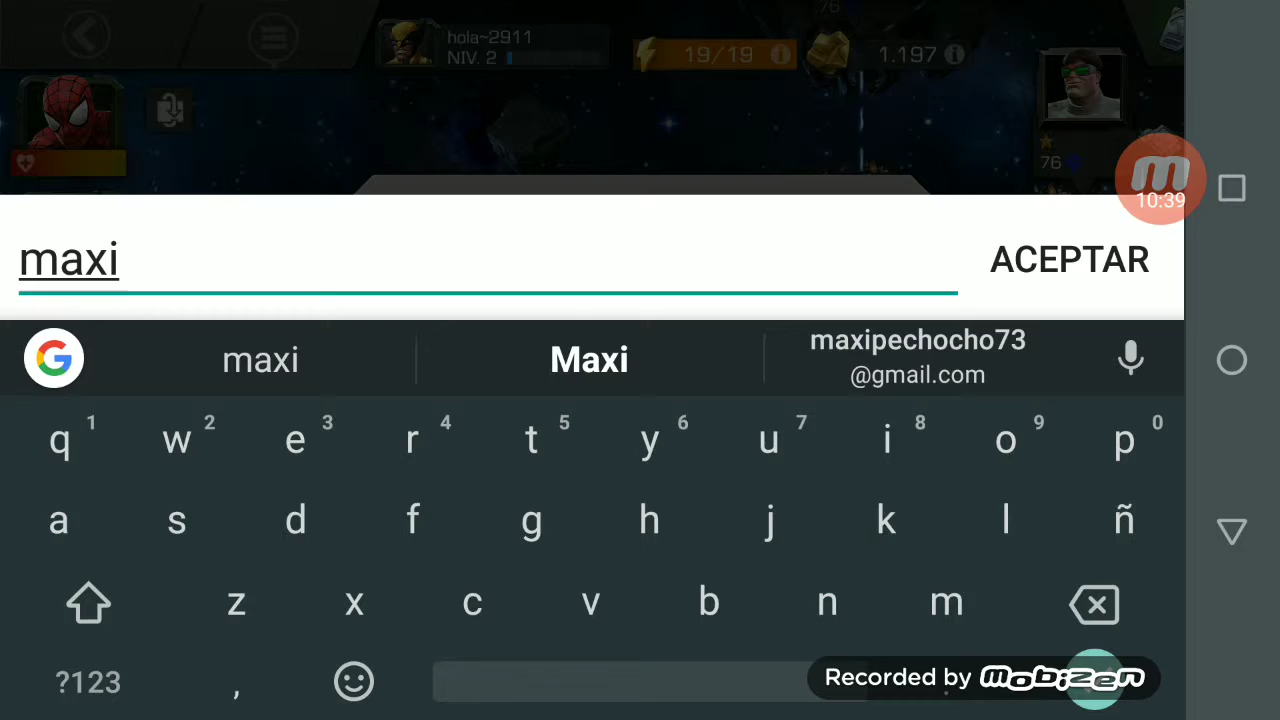 hola~2911
NIV. 2
19/19
76
1.197
76
10:39
maxi
ACEPTAR
maxi
Maxi
maxipechocho73
@gmail.com
q 1 w 2 e 3 r 4 t 5 y 6 u 7 i 8 o 9 p 0
a s d f g h j k l ñ
z x c v b n m
?123 , .
Recorded by Mobizen